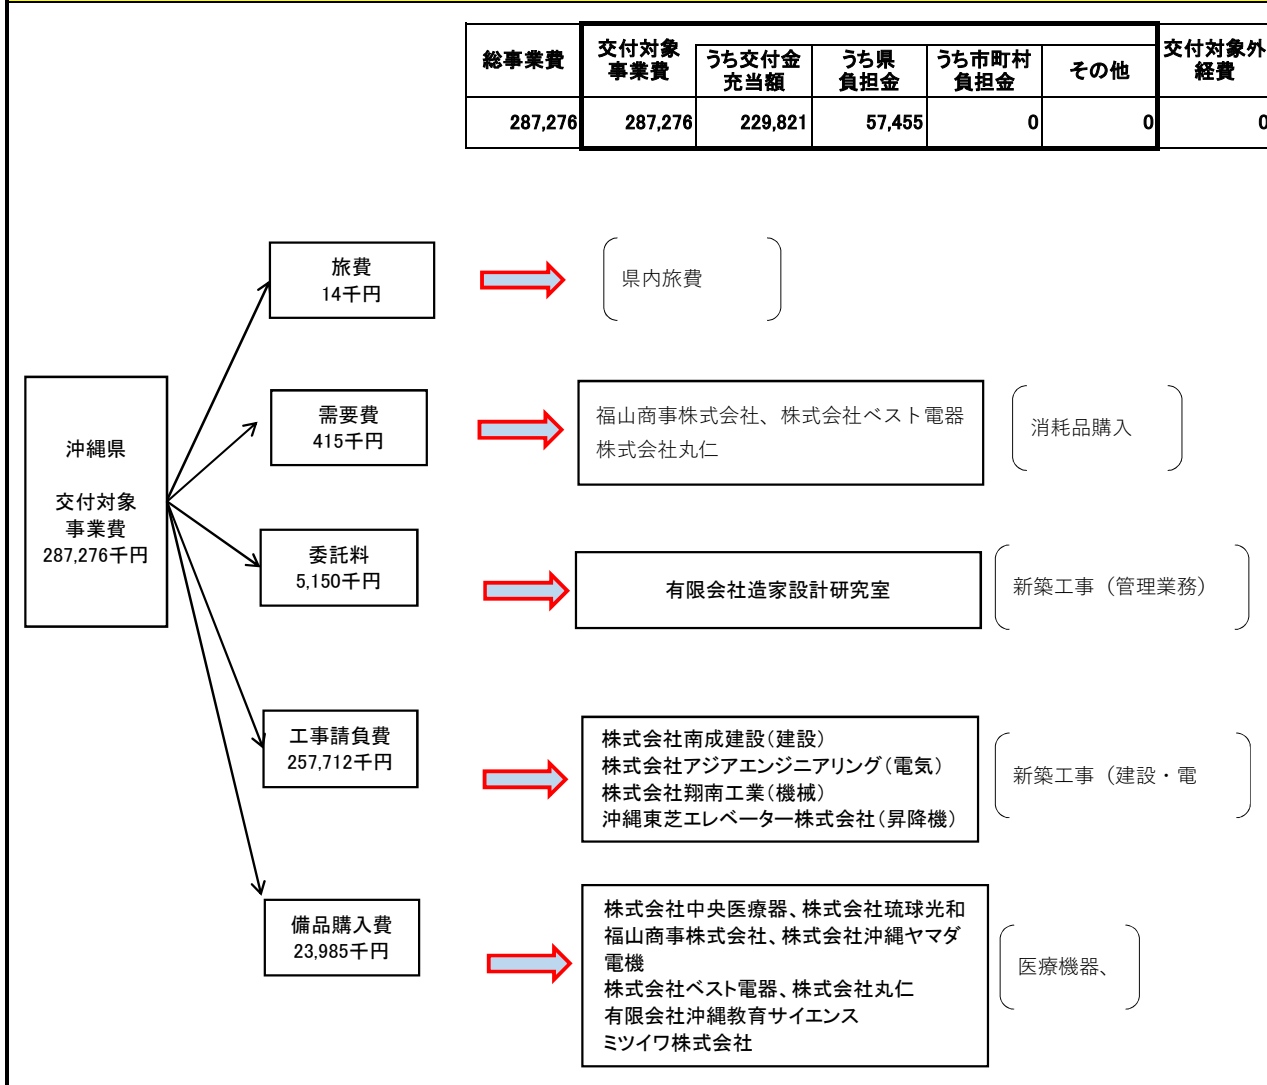 総事業費
交付対象
事業費
うち交付金
充当額
うち県
負担金
うち市町村
負担金
その他
交付対象外
経費
287,276 287,276 229,821 57,455 0 0 0
旅費
14千円
県内旅費
需要費
415千円
福山商事株式会社、株式会社ベスト電器
株式会社丸仁
消耗品購入
沖縄県
交付対象
事業費
287,276千円
委託料
5,150千円
有限会社造家設計研究室
新築工事（管理業務）
工事請負費
257,712千円
株式会社南成建設（建設）
株式会社アジアエンジニアリング（電気）
株式会社翔南工業（機械）
沖縄東芝エレベーター株式会社（昇降機）
新築工事（建設・電
備品購入費
23,985千円
株式会社中央医療器、株式会社琉球光和
福山商事株式会社、株式会社沖縄ヤマダ
電機
株式会社ベスト電器、株式会社丸仁
有限会社沖縄教育サイエンス
ミツイワ株式会社
医療機器、